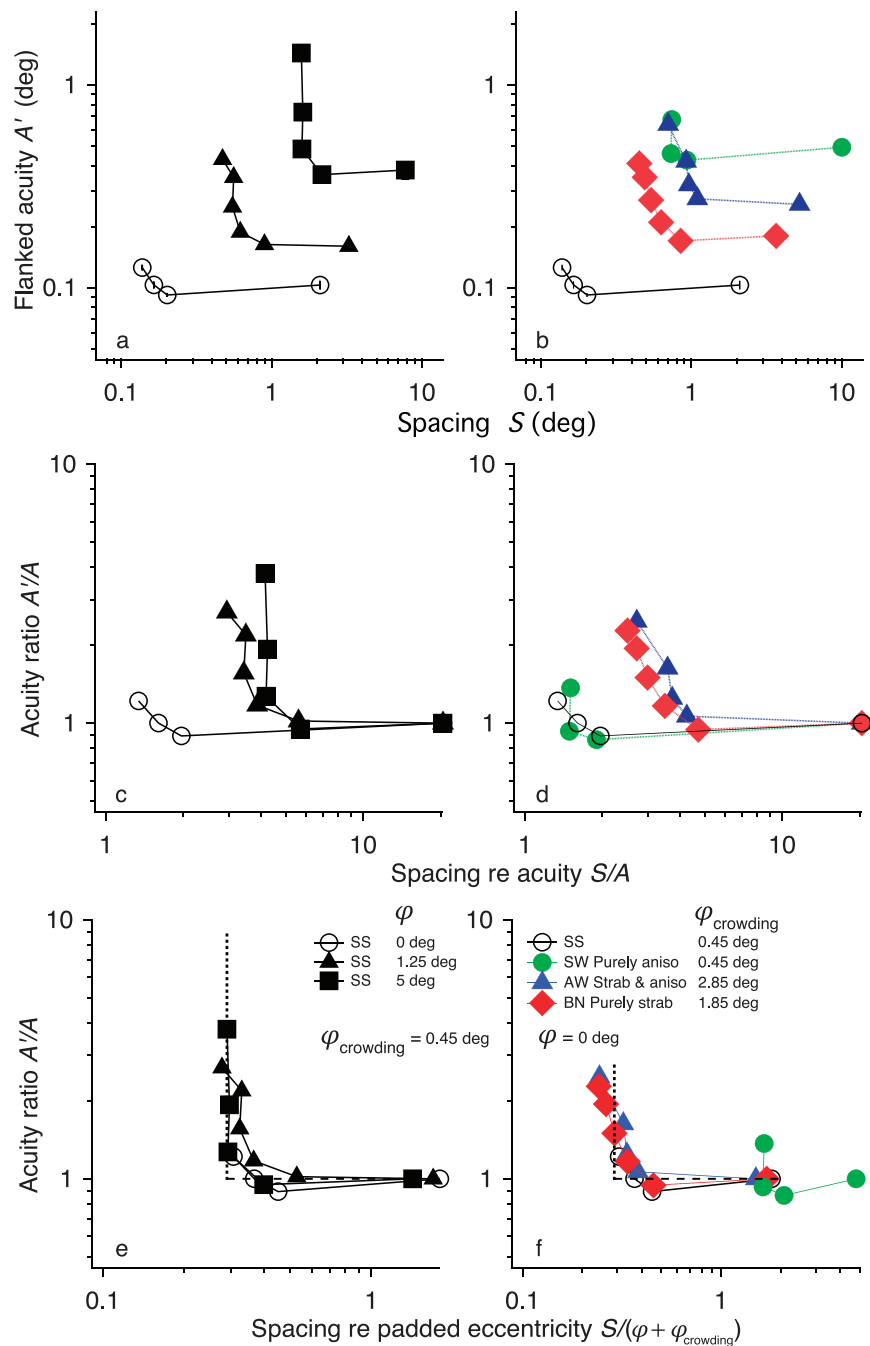 Flanked acuity A′ (deg)
1
0.1
a
0.1 1 10
b
0.1 1 10
Spacing S (deg)
Acuity ratio A′/A
10
1
c
1 10
10
1
d
1 10
Spacing re acuity S/A
Acuity ratio A′/A
10
1
φ
SS 0 deg
SS 1.25 deg
SS 5 deg
φcrowding = 0.45 deg
e
0.1 1
10
1
φcrowding
SS 0.45 deg
SW Purely aniso 0.45 deg
AW Strab & aniso 2.85 deg
BN Purely strab 1.85 deg
φ = 0 deg
f
0.1 1
Spacing re padded eccentricity S/(φ + φcrowding)